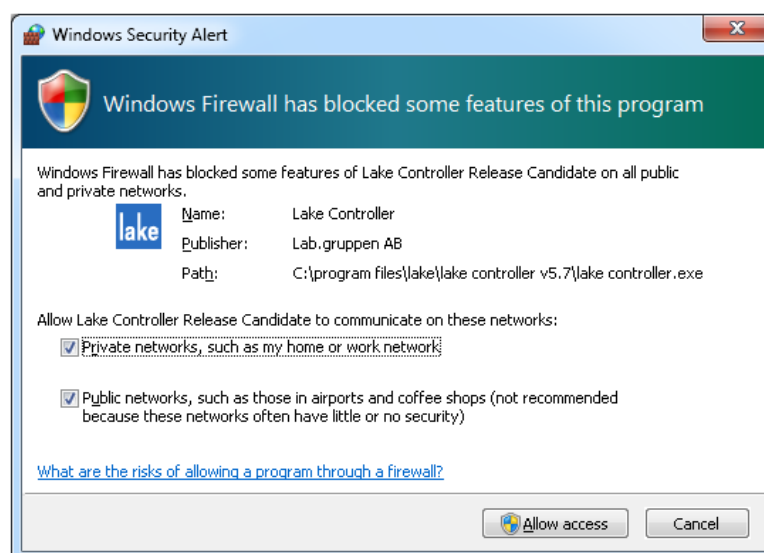 Windows Security Alert
Windows Firewall has blocked some features of this program
Windows Firewall has blocked some features of Lake Controller Release Candidate on all public
and private networks.
lake
Name: Lake Controller
Publisher: Lab.gruppen AB
Path: C:\program files\lake\lake controller v5.7\lake controller.exe
Allow Lake Controller Release Candidate to communicate on these networks:
Private networks, such as my home or work network
Public networks, such as those in airports and coffee shops (not recommended
because these networks often have little or no security)
What are the risks of allowing a program through a firewall?
Allow access Cancel